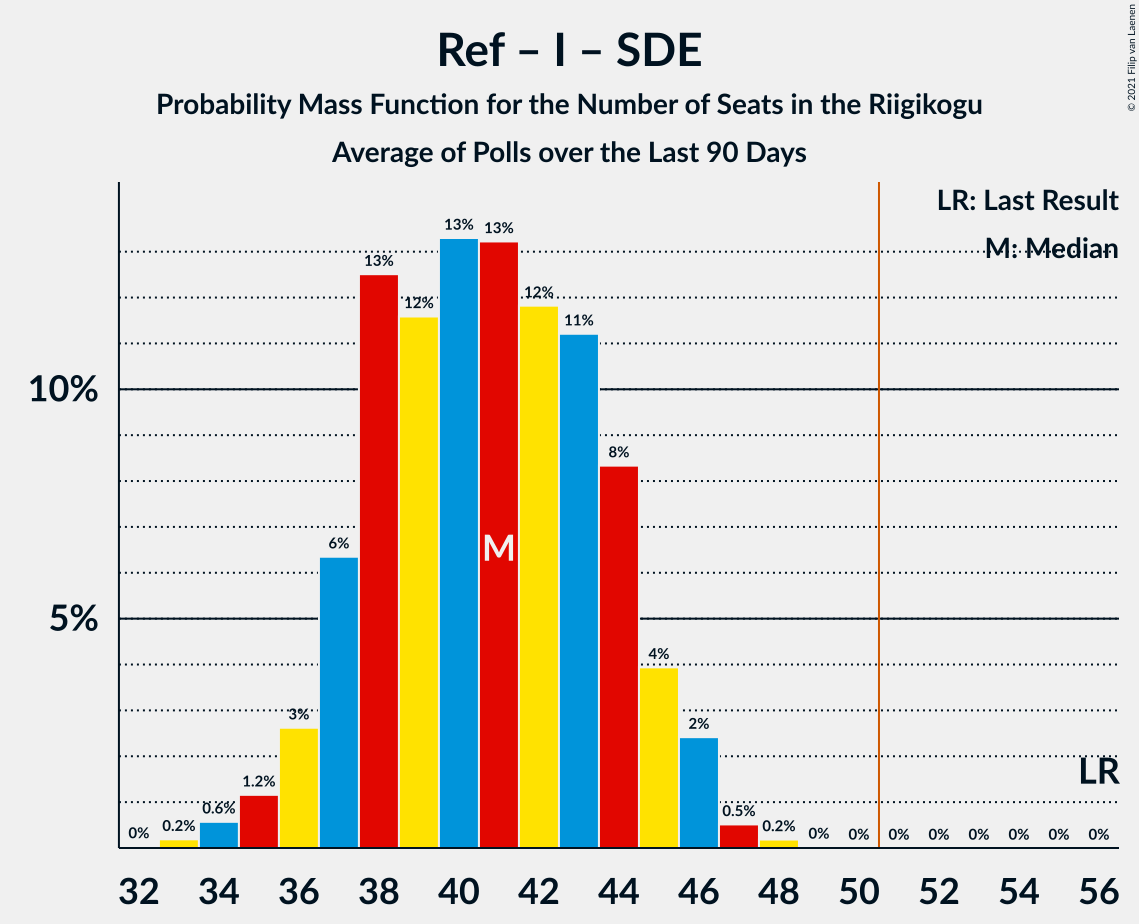 Ref – I – SDE
Probability Mass Function for the Number of Seats in the Riigikogu
Average of Polls over the Last 90 Days
© 2021 Filip van Laenen
LR: Last Result
M: Median
13% 13%
13%
12%
12%
11%
10%
8%
M
6%
5%
4%
3%
2%
LR
1.2%
0.6%
0.5%
0% 0.2% 0.2% 0% 0% 0% 0% 0% 0% 0% 0%
32 34 36 38 40 42 44 46 48 50 52 54 56